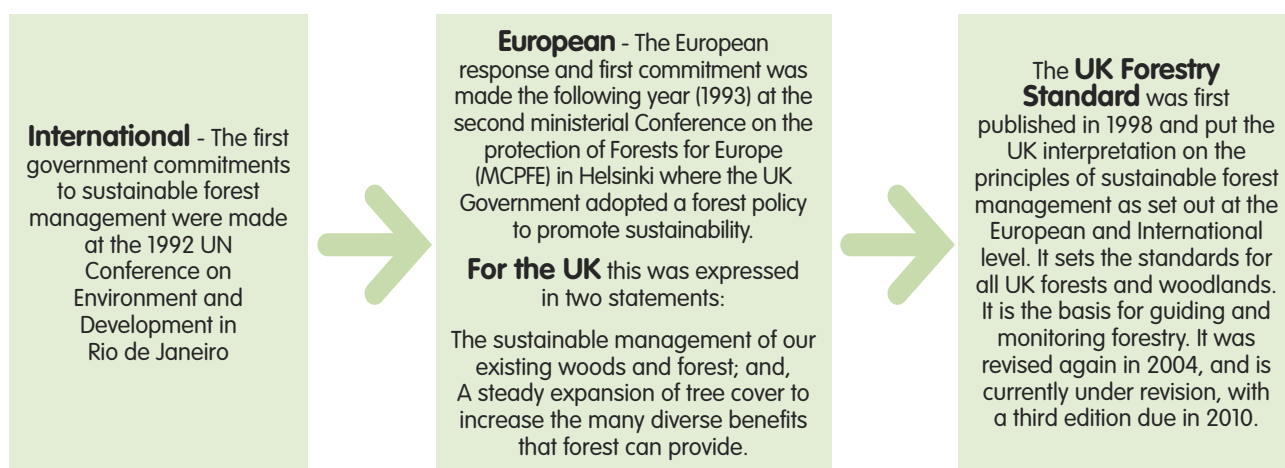 International - The first
government commitments
to sustainable forest
management were made
at the 1992 UN
Conference on
Environment and
Development in
Rio de Janeiro
European - The European
response and first commitment was
made the following year (1993) at the
second ministerial Conference on the
protection of Forests for Europe
(MCPFE) in Helsinki where the UK
Government adopted a forest policy
to promote sustainability.
For the UK this was expressed
in two statements:
The sustainable management of our
existing woods and forest; and,
A steady expansion of tree cover to
increase the many diverse benefits
that forest can provide.
The UK Forestry
Standard was first
published in 1998 and put the
UK interpretation on the
principles of sustainable forest
management as set out at the
European and International
level. It sets the standards for
all UK forests and woodlands.
It is the basis for guiding and
monitoring forestry. It was
revised again in 2004, and is
currently under revision, with
a third edition due in 2010.